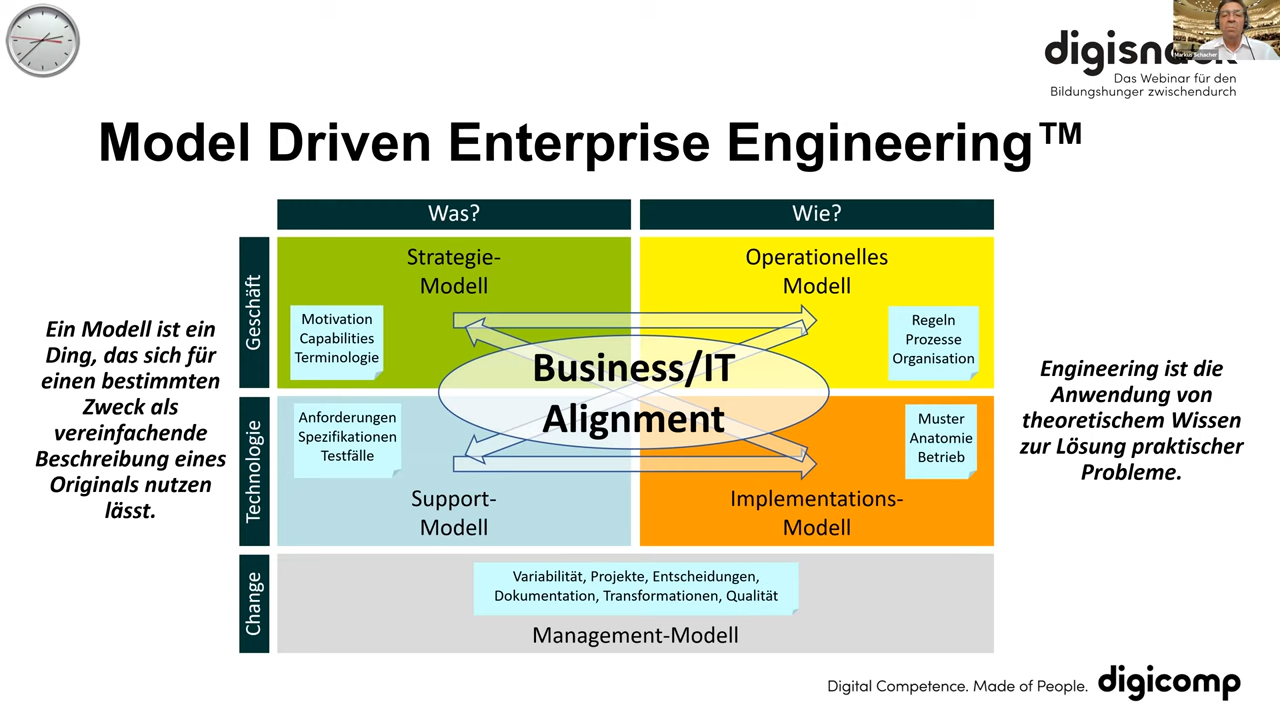 digisnack
Markus Schacher
Das Webinar für den
Bildungshunger zwischendurch
Model Driven Enterprise Engineering™
Was?
Wie?
Geschäft
Strategie-
Modell
Motivation
Capabilities
Terminologie
Operationelles
Modell
Regeln
Prozesse
Organisation
Business/IT
Alignment
Technologie
Anforderungen
Spezifikationen
Testfälle
Support-
Modell
Muster
Anatomie
Betrieb
Implementations-
Modell
Change
Variabilität, Projekte, Entscheidungen,
Dokumentation, Transformationen, Qualität
Management-Modell
Ein Modell ist ein
Ding, das sich für
einen bestimmten
Zweck als
vereinfachende
Beschreibung eines
Originals nutzen
lässt.
Engineering ist die
Anwendung von
theoretischem Wissen
zur Lösung praktischer
Probleme.
Digital Competence. Made of People.
digicomp